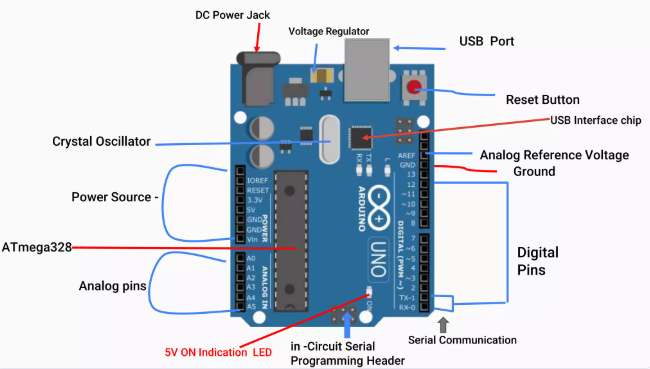 DC Power Jack
Voltage Regulator
USB Port
Reset Button
USB Interface chip
Crystal Oscillator
RX
TX
L
AREF
Analog Reference Voltage
GND
Ground
13
12
~11
~10
~9
8
IOREF
RESET
3.3V
5V
GND
GND
Vin
POWER
Power Source -
ARDUINO
UNO
DIGITAL (PWM ~)
7
~6
~5
4
~3
2
TX-1
RX-0
Digital
Pins
ATmega328
A0
A1
A2
A3
A4
A5
ANALOG IN
Analog pins
ON
5V ON Indication LED
in -Circuit Serial
Programming Header
Serial Communication